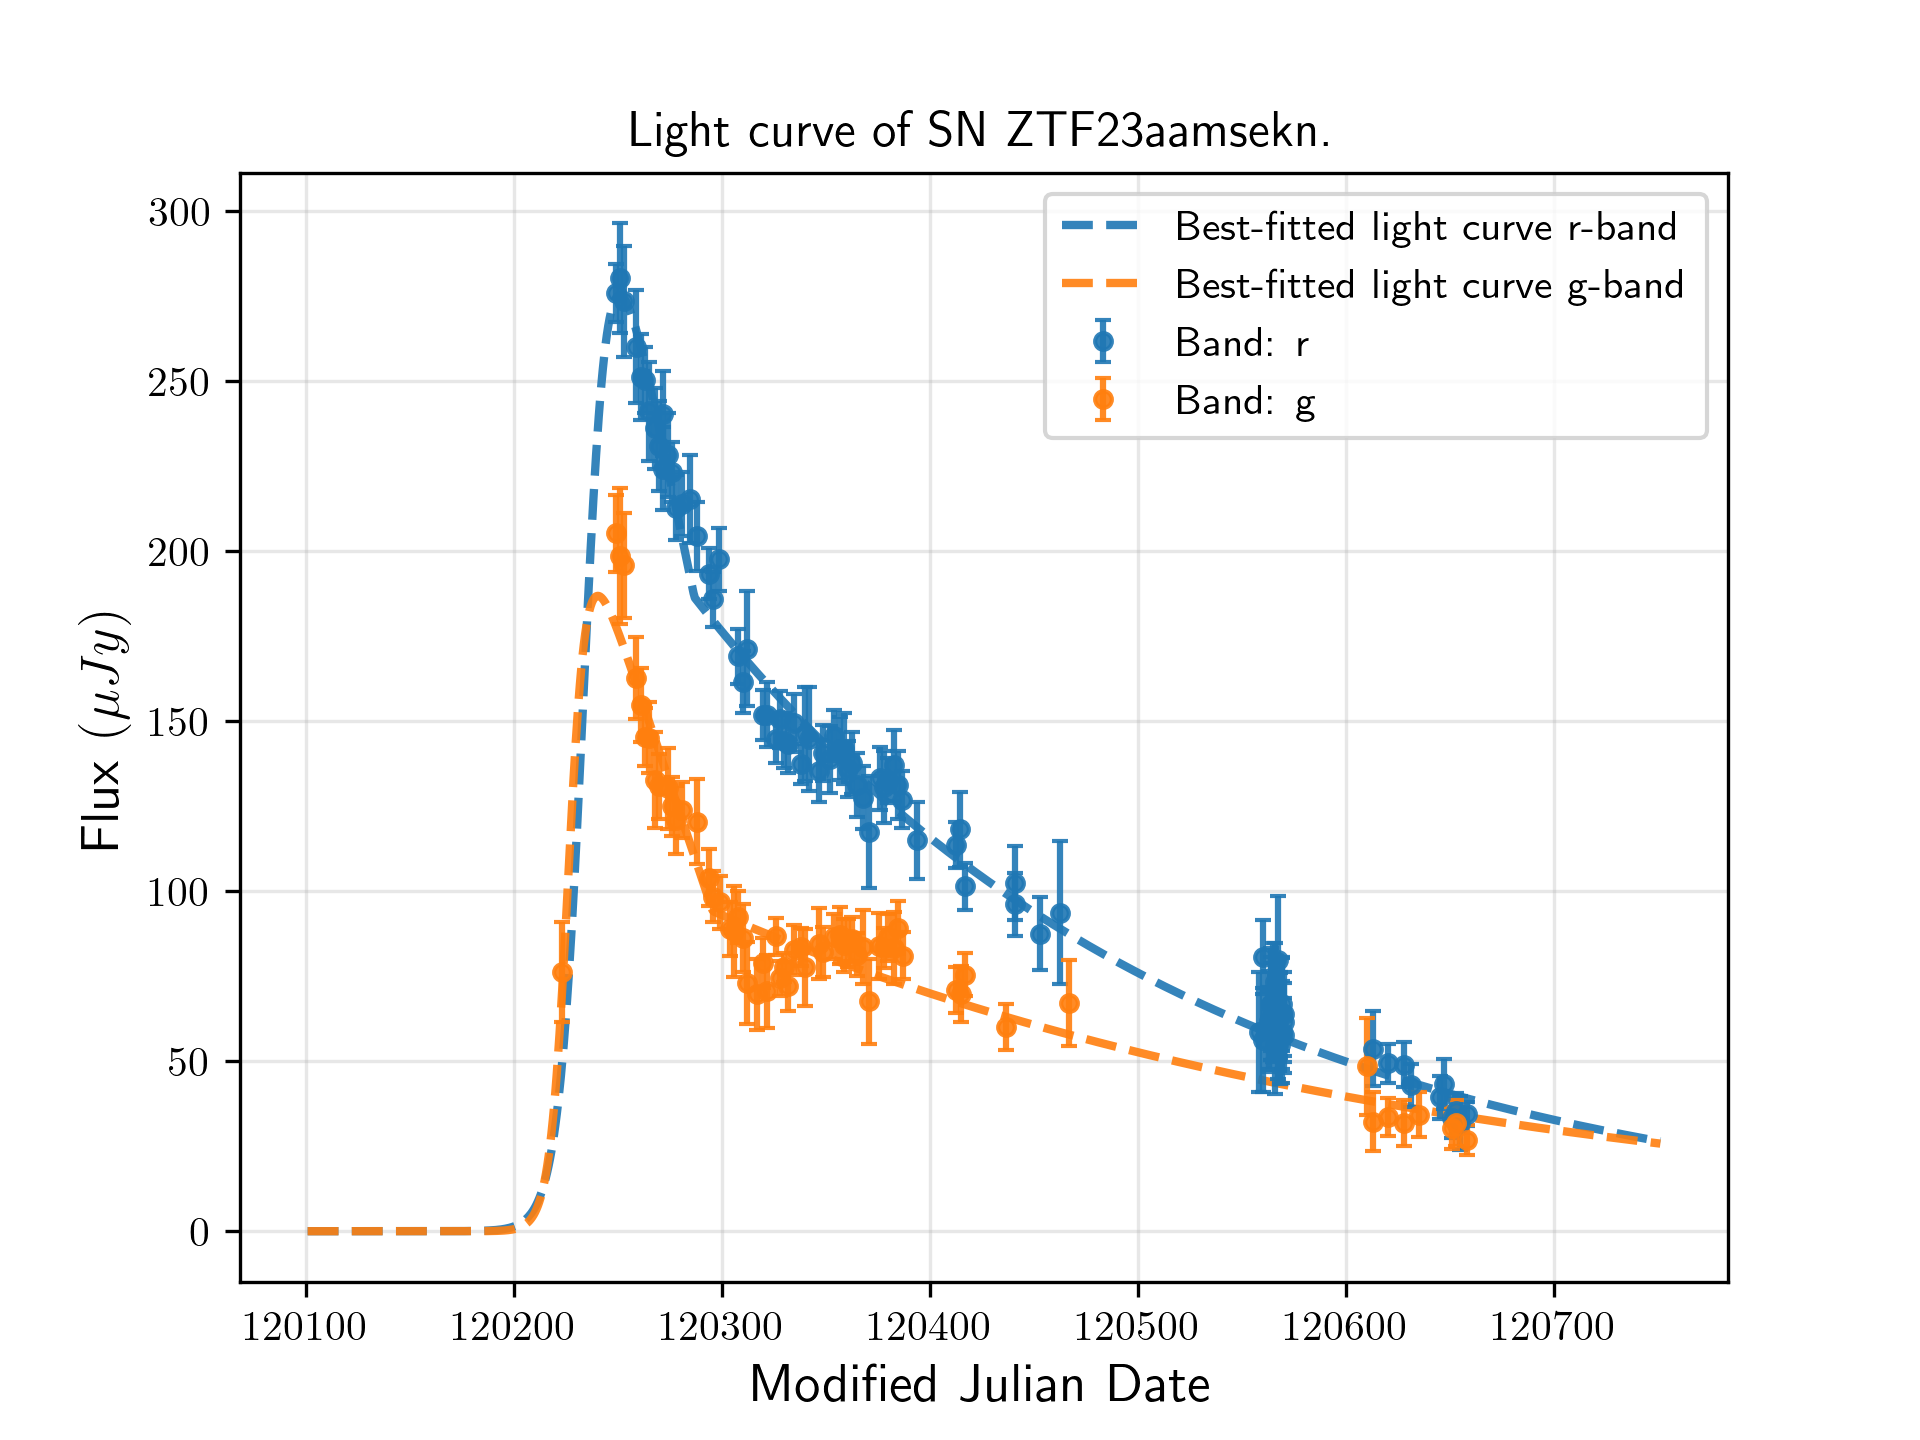 Light curve of SN ZTF23aamsekn.
Best-fitted light curve r-band
Best-fitted light curve g-band
Band: r
Band: g
300
250
200
150
100
50
0
Flux (μJy)
120100 120200 120300 120400 120500 120600 120700
Modified Julian Date